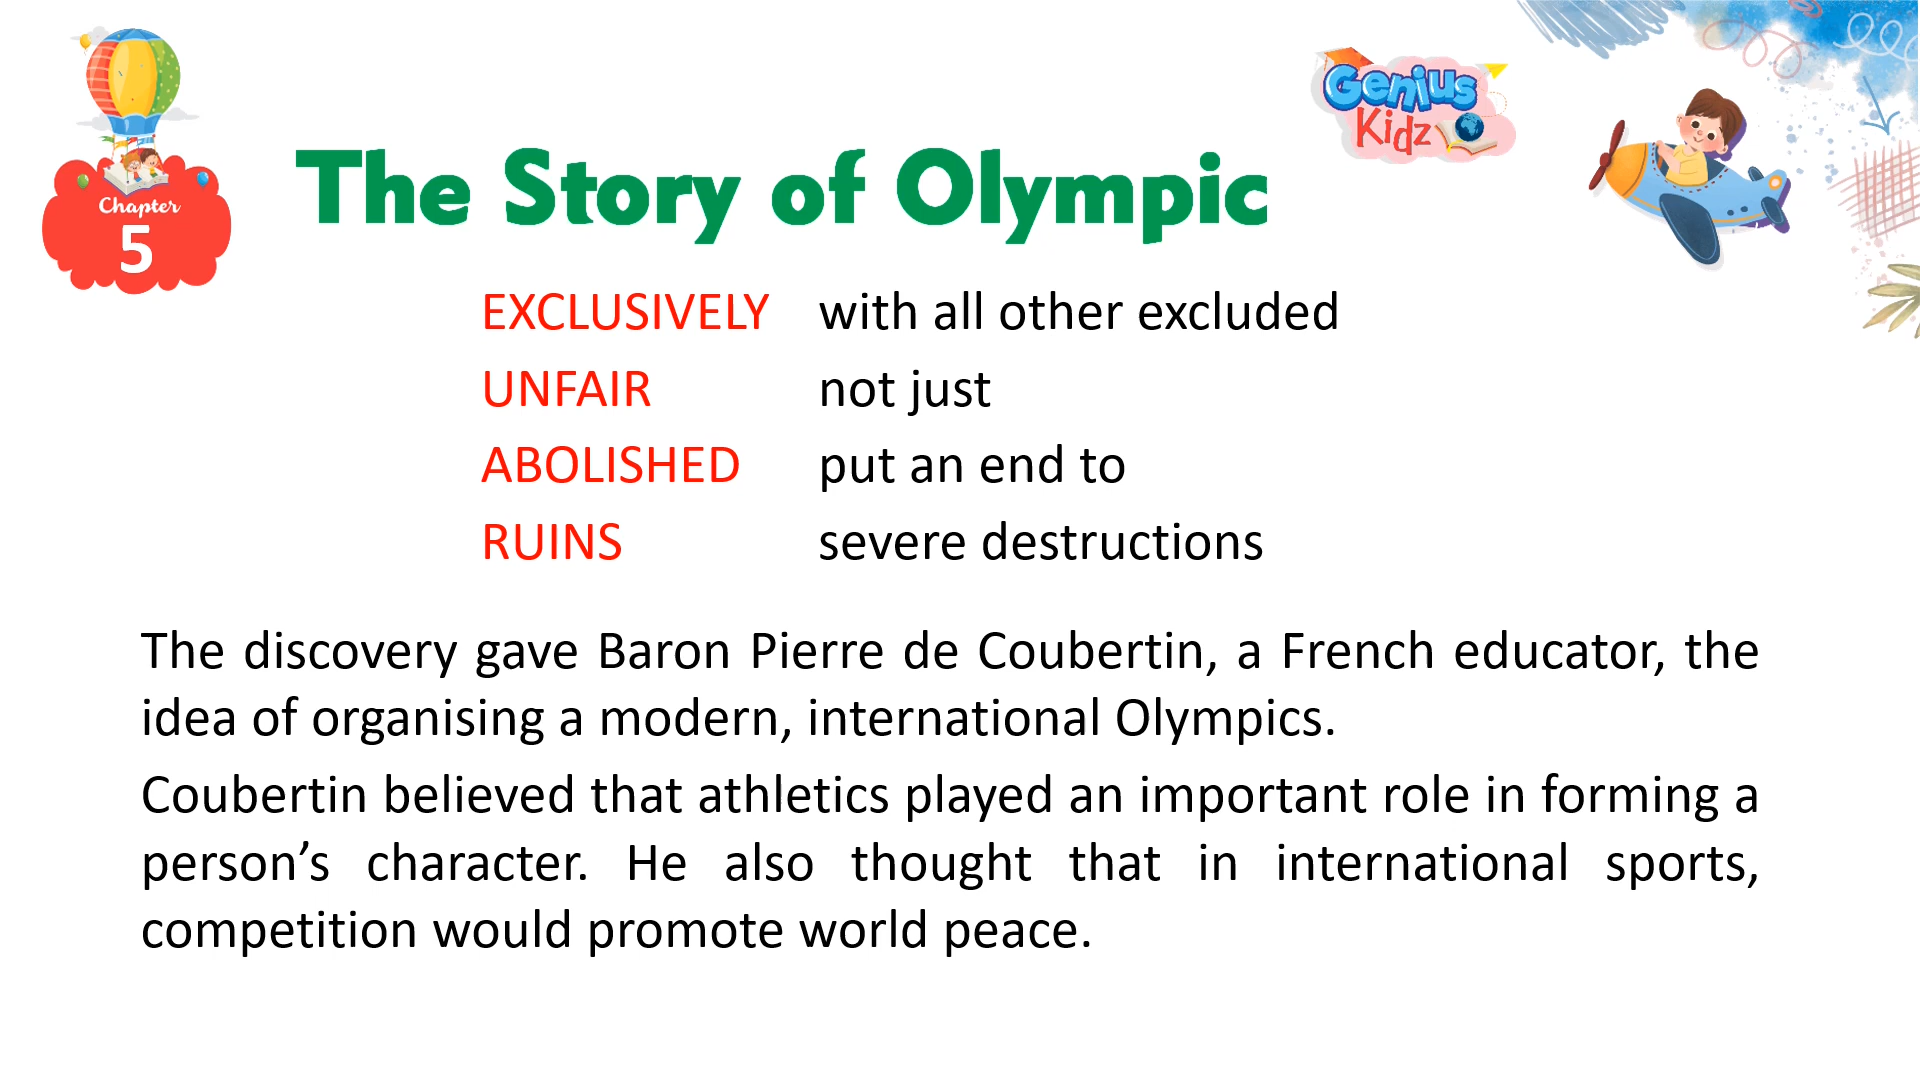 Chapter
5
Genius
Kidz
The Story of Olympic
EXCLUSIVELY with all other excluded
UNFAIR not just
ABOLISHED put an end to
RUINS severe destructions
The discovery gave Baron Pierre de Coubertin, a French educator, the
idea of organising a modern, international Olympics.
Coubertin believed that athletics played an important role in forming a
person’s character. He also thought that in international sports,
competition would promote world peace.